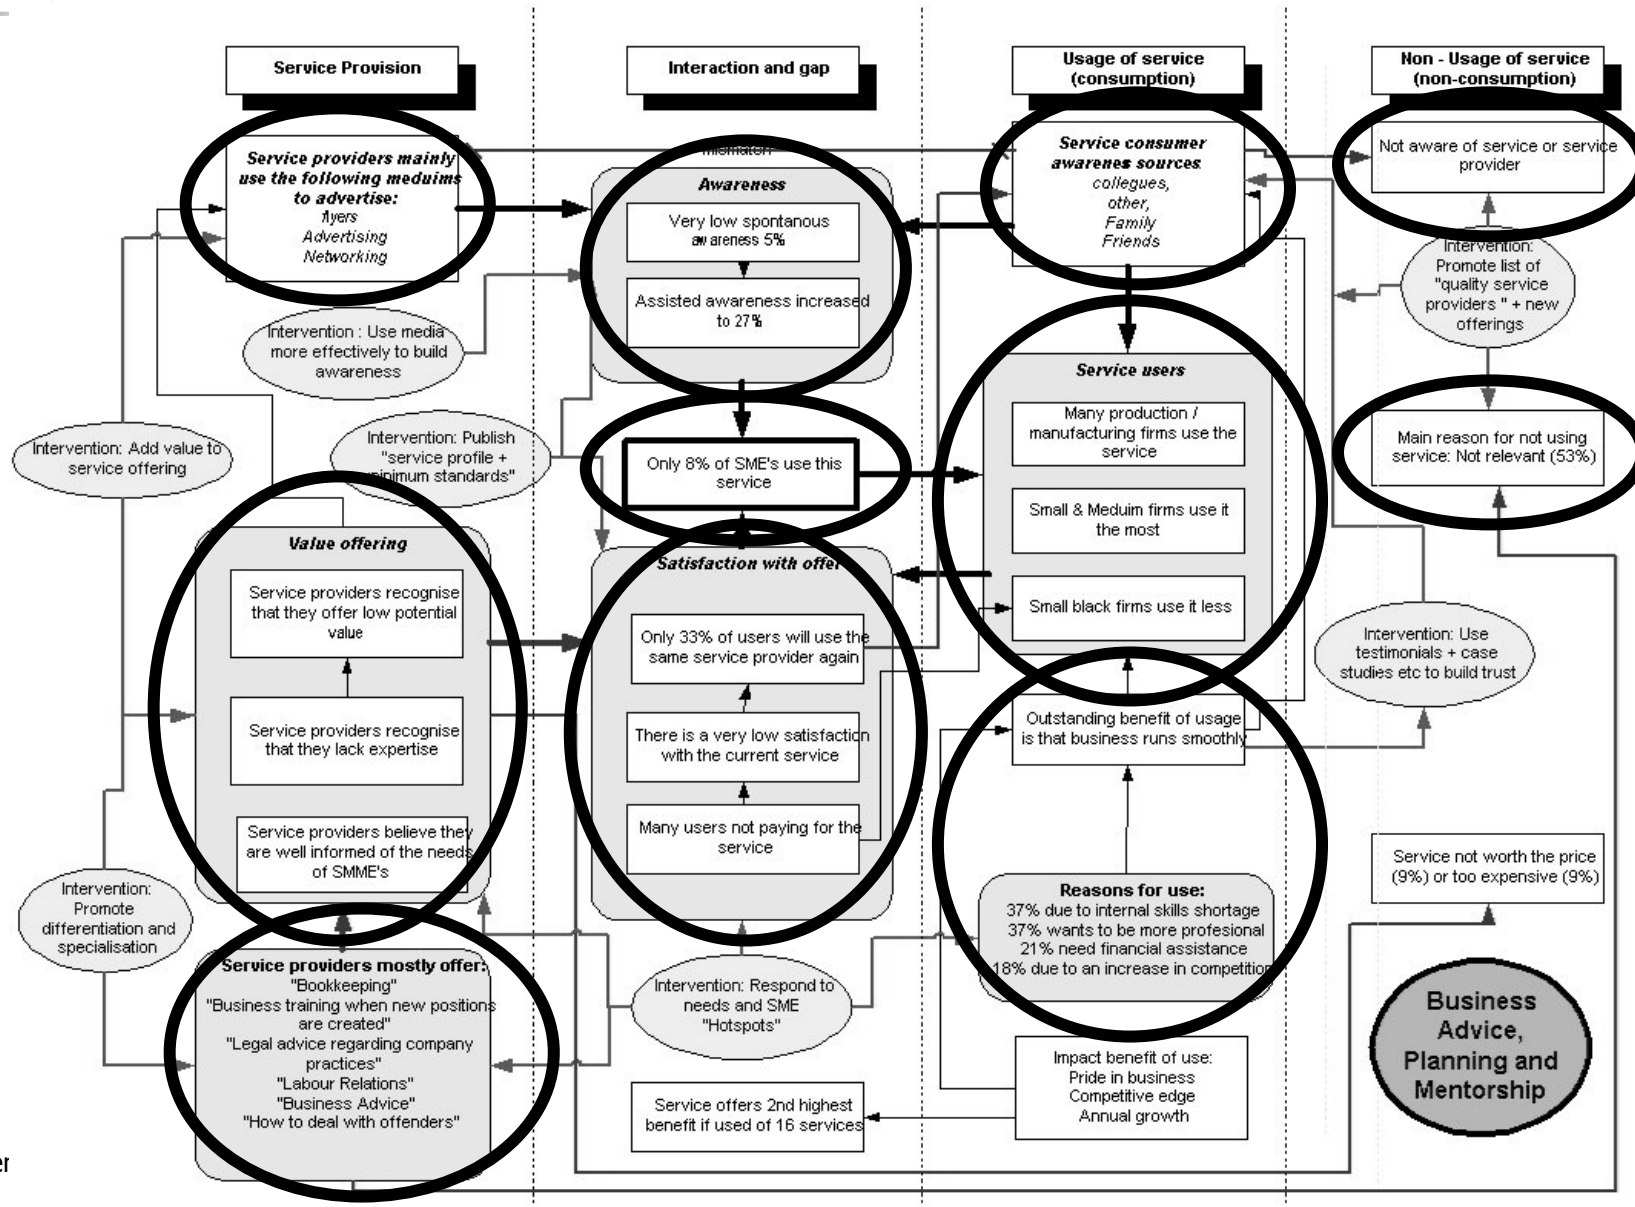 Service Provision
Interaction and gap
Usage of service
(consumption)
Non - Usage of service
(non-consumption)
Service providers mainly
use the following meduims
to advertise:
flyers
Advertising
Networking
mismatch
Awareness
Very low spontanous
awareness 5%
Assisted awareness increased
to 27%
Service consumer
awarenes sources
collegues,
other,
Family
Friends
Not aware of service or service
provider
Intervention:
Promote list of
"quality service
providers " + new
offerings
Intervention : Use media
more effectively to build
awareness
Service users
Many production /
manufacturing firms use the
service
Small & Meduim firms use it
the most
Small black firms use it less
Main reason for not using
service: Not relevant (53%)
Intervention: Add value to
service offering
Intervention: Publish
"service profile +
minimum standards"
Only 8% of SME's use this
service
Value offering
Service providers recognise
that they offer low potential
value
Service providers recognise
that they lack expertise
Service providers believe they
are well informed of the needs
of SMME's
Satisfaction with offer
Only 33% of users will use the
same service provider again
There is a very low satisfaction
with the current service
Many users not paying for the
service
Intervention: Use
testimonials + case
studies etc to build trust
Outstanding benefit of usage
is that business runs smoothly
Service not worth the price
(9%) or too expensive (9%)
Intervention:
Promote
differentiation and
specialisation
Reasons for use:
37% due to internal skills shortage
37% wants to be more profesional
21% need financial assistance
18% due to an increase in competition
Service providers mostly offer:
"Bookkeeping"
"Business training when new positions
are created"
"Legal advice regarding company
practices"
"Labour Relations"
"Business Advice"
"How to deal with offenders"
Intervention: Respond to
needs and SME
"Hotspots"
Business
Advice,
Planning and
Mentorship
Impact benefit of use:
Pride in business
Competitive edge
Annual growth
Service offers 2nd highest
benefit if used of 16 services
er